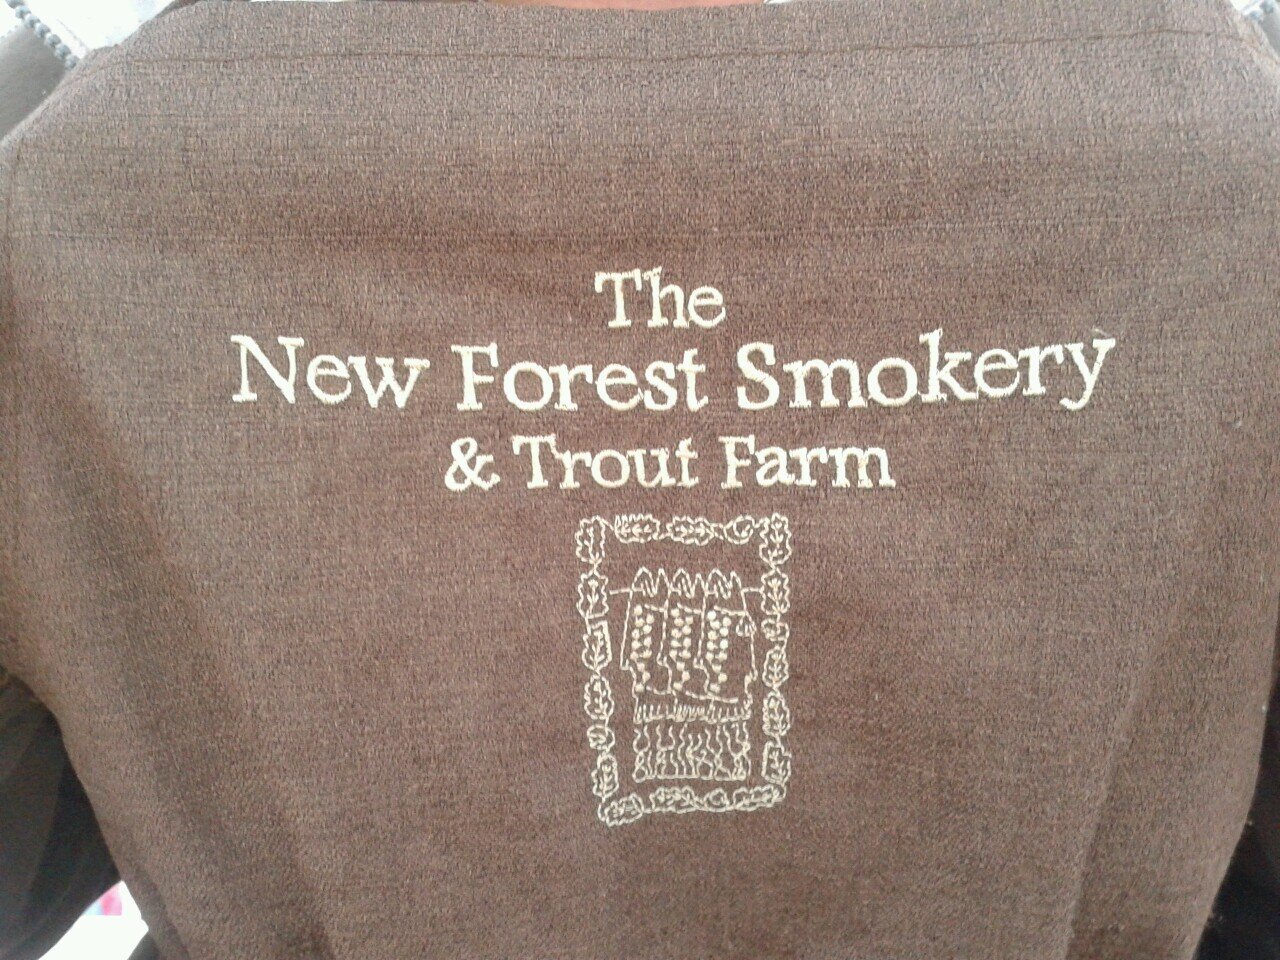 The
New Forest Smokery
& Trout Farm